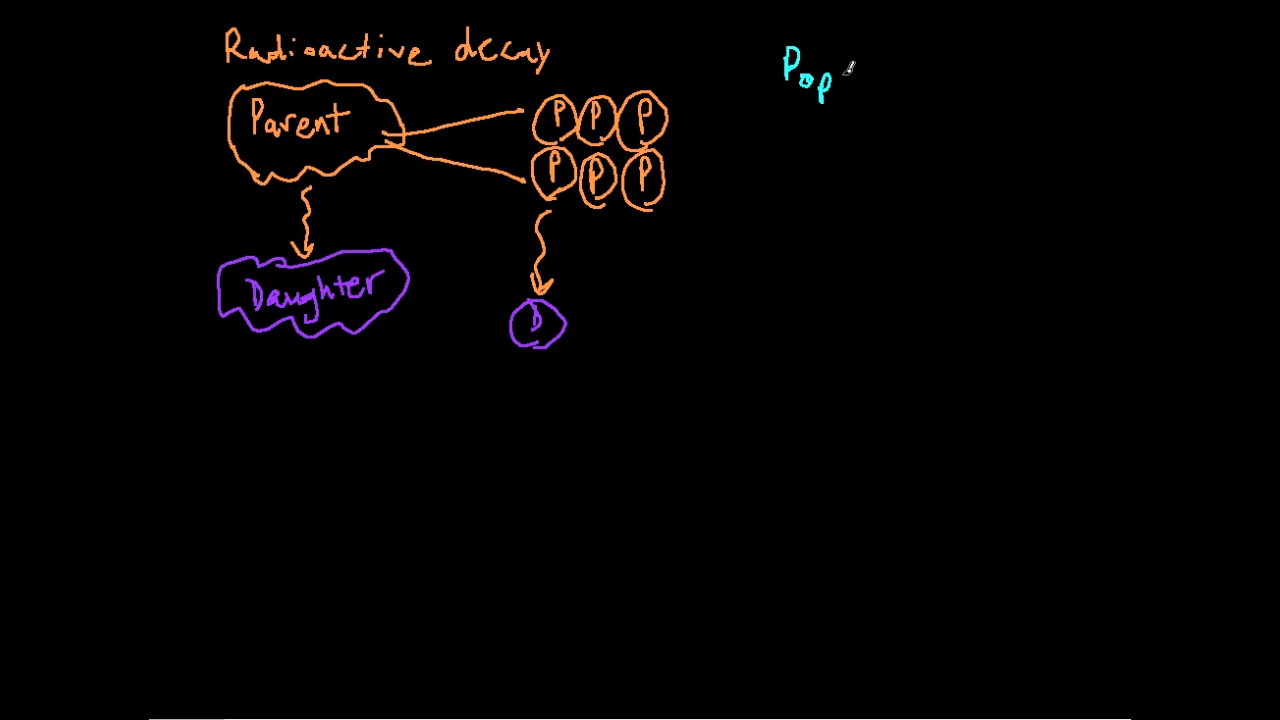 Radioactive decay
Pop
Parent
P P P
P P P
Daughter
D